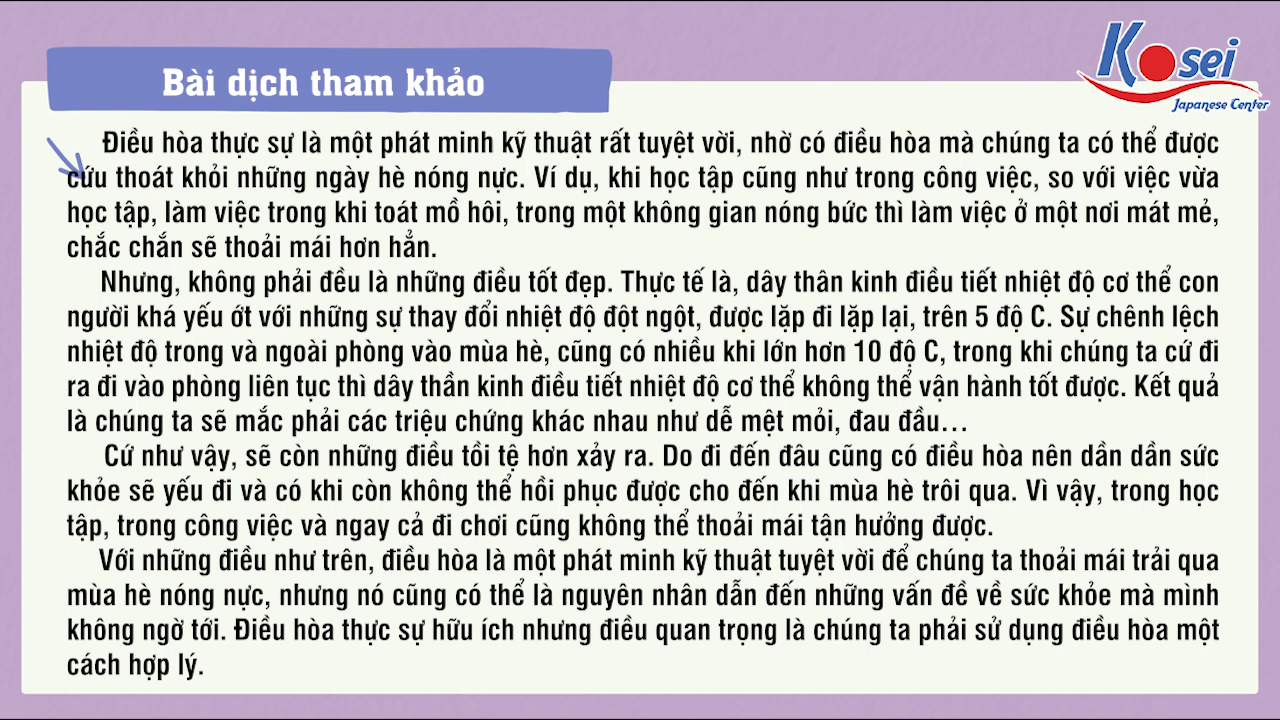 Kosei
Japanese Center
Bài dịch tham khảo
Điều hòa thực sự là một phát minh kỹ thuật rất tuyệt vời, nhờ có điều hòa mà chúng ta có thể được
cứu thoát khỏi những ngày hè nóng nực. Ví dụ, khi học tập cũng như trong công việc, so với việc vừa
học tập, làm việc trong khi toát mồ hôi, trong một không gian nóng bức thì làm việc ở một nơi mát mẻ,
chắc chắn sẽ thoải mái hơn hẳn.
Nhưng, không phải đều là những điều tốt đẹp. Thực tế là, dây thân kinh điều tiết nhiệt độ cơ thể con
người khá yếu ớt với những sự thay đổi nhiệt độ đột ngột, được lặp đi lặp lại, trên 5 độ C. Sự chênh lệch
nhiệt độ trong và ngoài phòng vào mùa hè, cũng có nhiều khi lớn hơn 10 độ C, trong khi chúng ta cứ đi
ra đi vào phòng liên tục thì dây thần kinh điều tiết nhiệt độ cơ thể không thể vận hành tốt được. Kết quả
là chúng ta sẽ mắc phải các triệu chứng khác nhau như dễ mệt mỏi, đau đầu...
Cứ như vậy, sẽ còn những điều tồi tệ hơn xảy ra. Do đi đến đâu cũng có điều hòa nên dần dần sức
khỏe sẽ yếu đi và có khi còn không thể hồi phục được cho đến khi mùa hè trôi qua. Vì vậy, trong học
tập, trong công việc và ngay cả đi chơi cũng không thể thoải mái tận hưởng được.
Với những điều như trên, điều hòa là một phát minh kỹ thuật tuyệt vời để chúng ta thoải mái trải qua
mùa hè nóng nực, nhưng nó cũng có thể là nguyên nhân dẫn đến những vấn đề về sức khỏe mà mình
không ngờ tới. Điều hòa thực sự hữu ích nhưng điều quan trọng là chúng ta phải sử dụng điều hòa một
cách hợp lý.